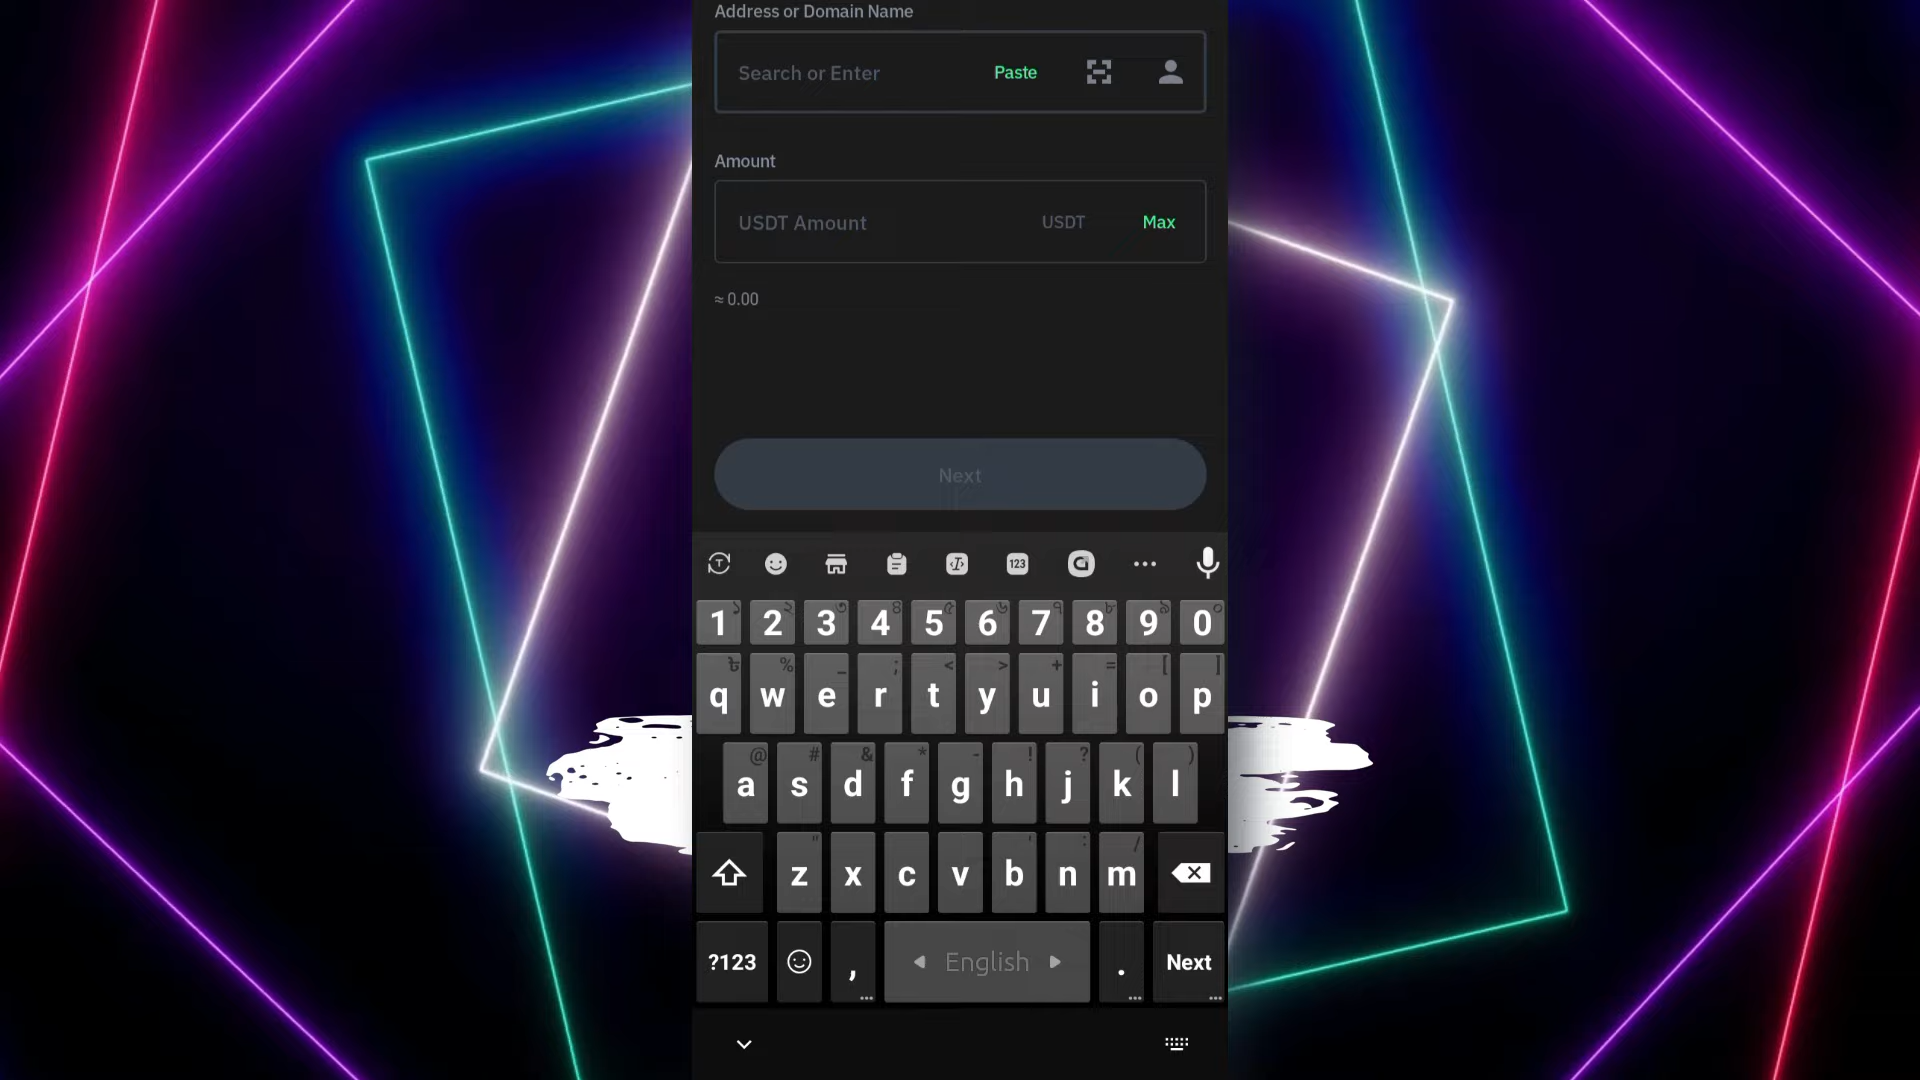 Address or Domain Name
Search or Enter Paste
Amount
USDT Amount USDT Max
≈ 0.00
Next
123
1 2 3 4 5 6 7 8 9 0
৳ % _ ; < > + = [ ]
q w e r t y u i o p
@ # & * - ! ? ( )
a s d f g h j k l
" ' : /
z x c v b n m
?123 , English . Next